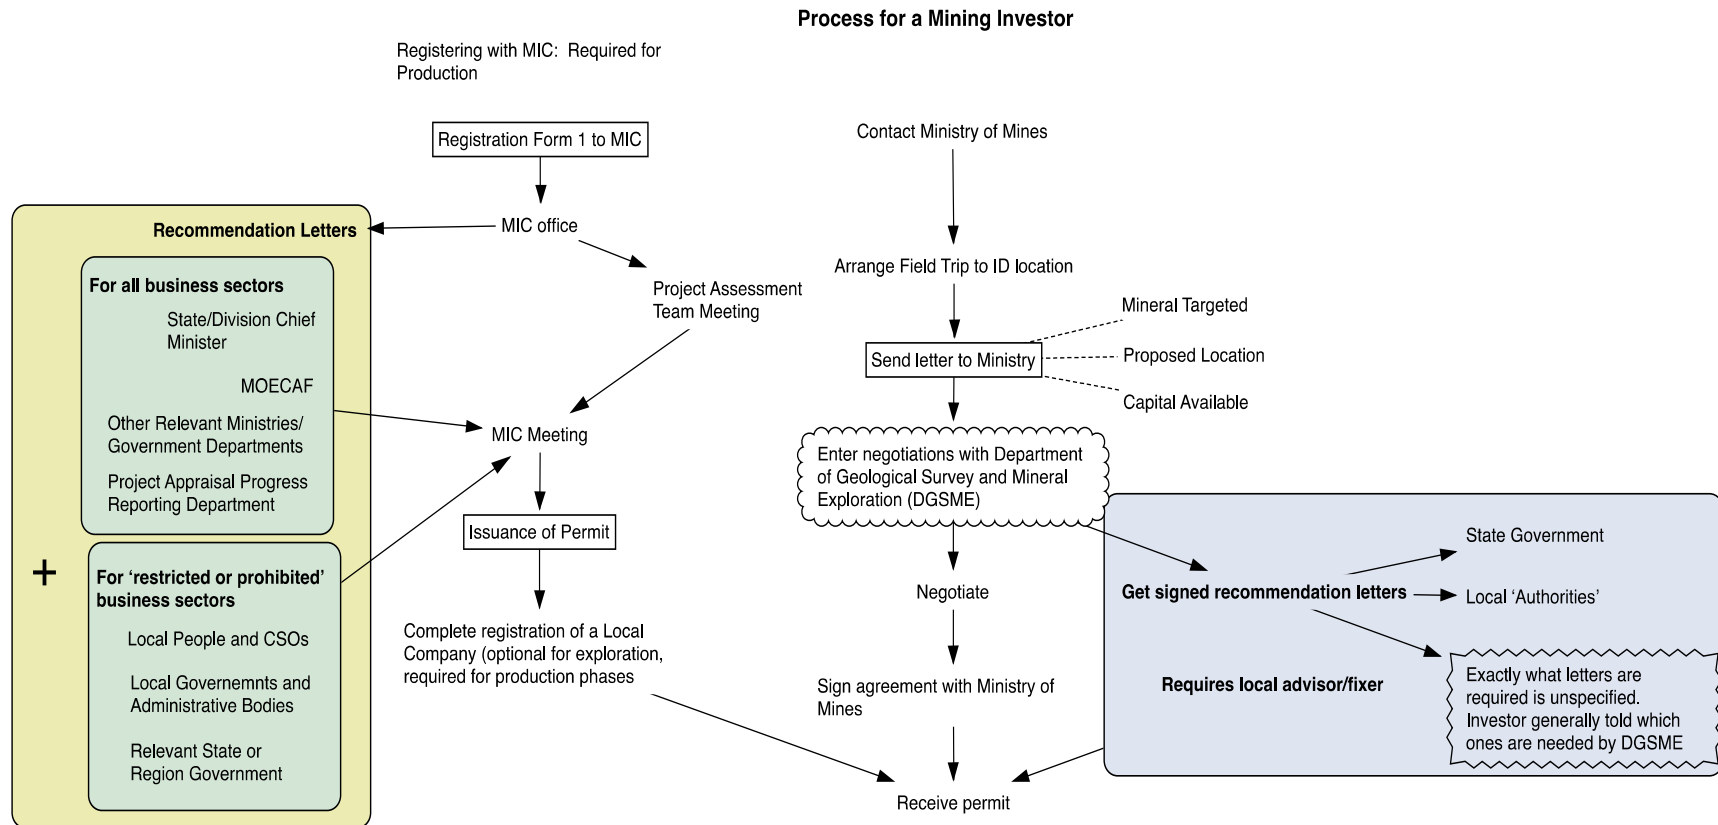 Process for a Mining Investor
Registering with MIC:  Required for
Production
Registration Form 1 to MIC
MIC office
Project Assessment
Team Meeting
MIC Meeting
Issuance of Permit
Complete registration of a Local
Company (optional for exploration,
required for production phases
Recommendation Letters
For all business sectors
State/Division Chief
Minister
MOECAF
Other Relevant Ministries/
Government Departments
Project Appraisal Progress
Reporting Department
+
For ‘restricted or prohibited’
business sectors
Local People and CSOs
Local Governemnts and
Administrative Bodies
Relevant State or
Region Government
Contact Ministry of Mines
Arrange Field Trip to ID location
Send letter to Ministry
Mineral Targeted
Proposed Location
Capital Available
Enter negotiations with Department
of Geological Survey and Mineral
Exploration (DGSME)
Negotiate
Sign agreement with Ministry of
Mines
Receive permit
Get signed recommendation letters
State Government
Local ‘Authorities’
Requires local advisor/fixer
Exactly what letters are
required is unspecified.
Investor generally told which
ones are needed by DGSME